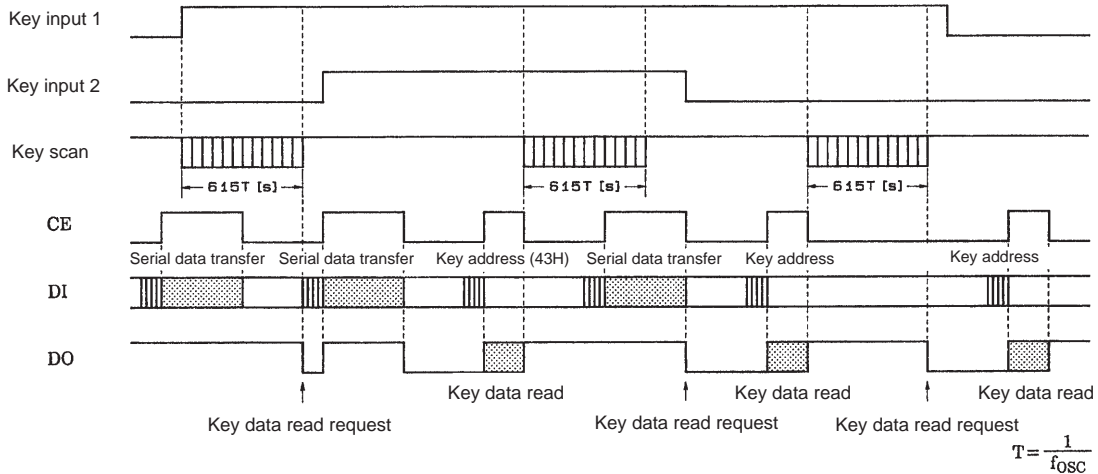 Key input 1
Key input 2
Key scan
615T [s] 615T [s] 615T [s]
CE
Serial data transfer Serial data transfer Key address (43H) Serial data transfer Key address Key address
DI
DO
Key data read Key data read Key data read
Key data read request Key data read request Key data read request
T = 1 / fOSC